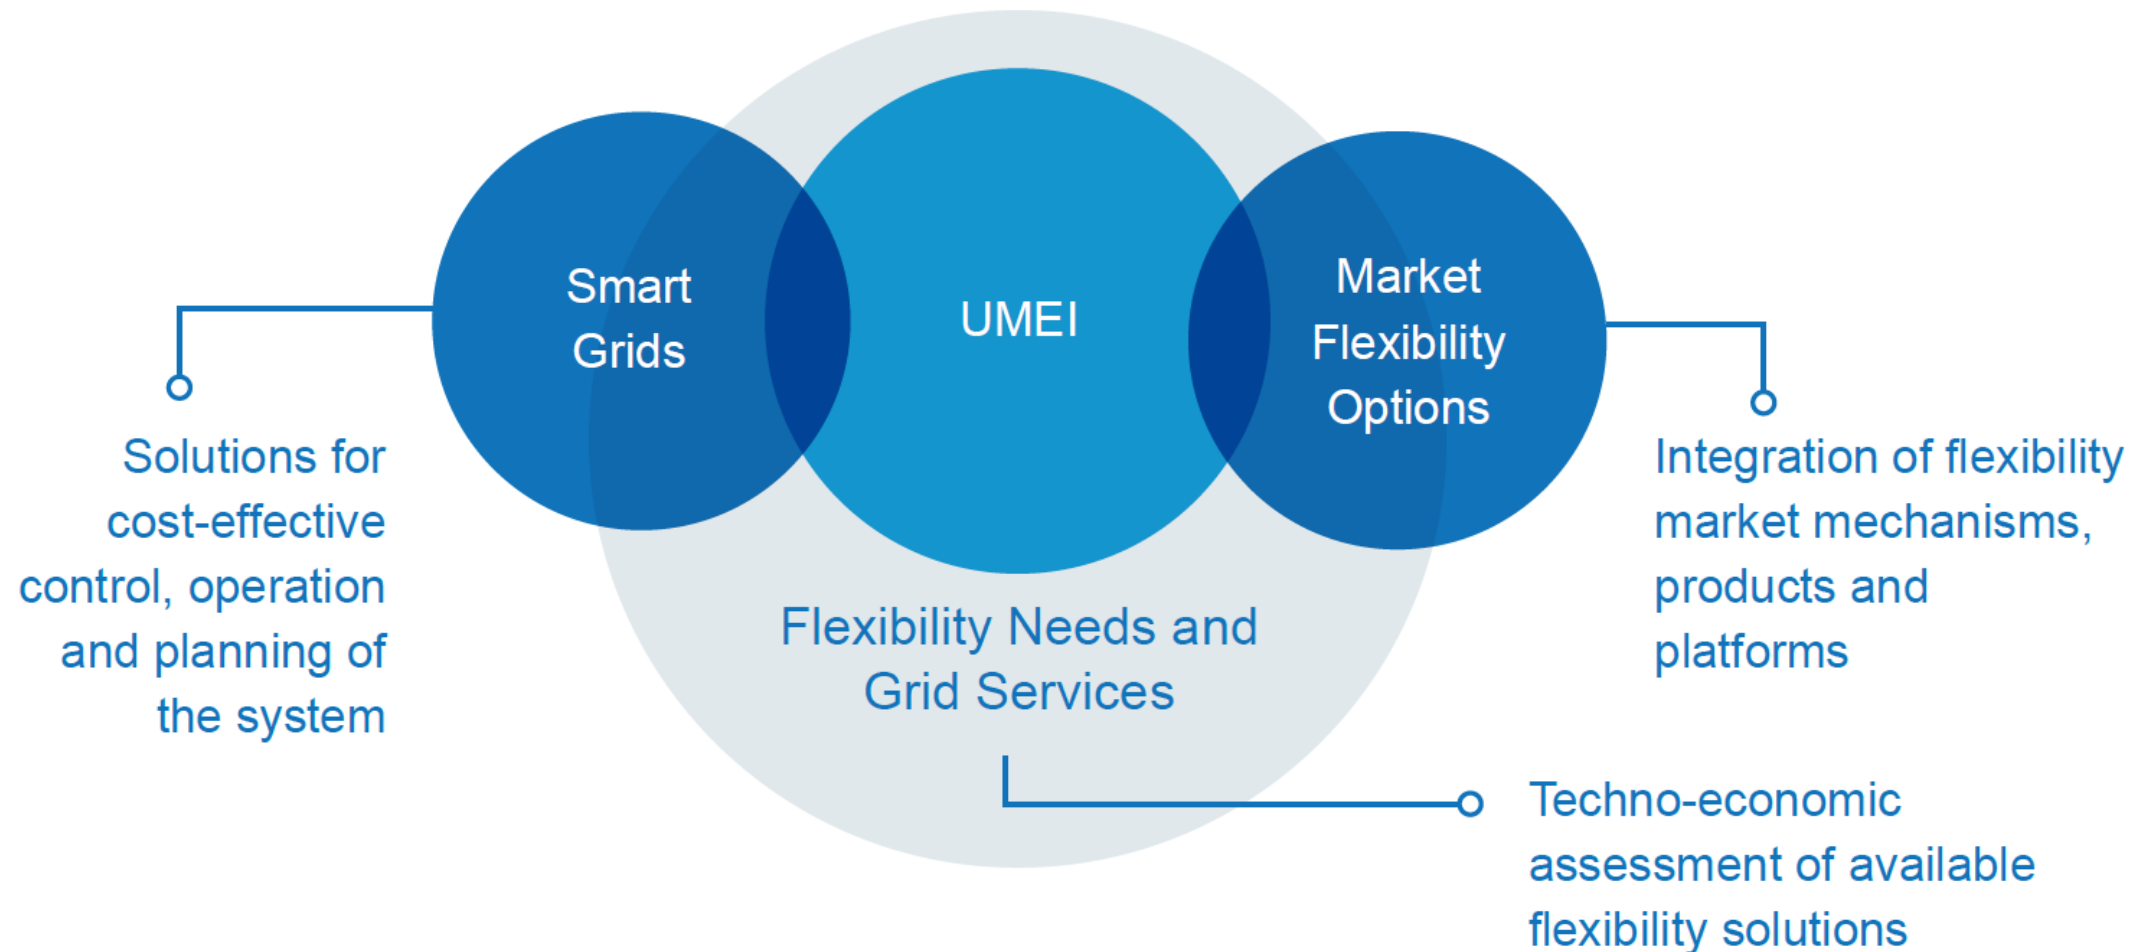 Smart
Grids
UMEI
Market
Flexibility
Options
Solutions for
cost-effective
control, operation
and planning of
the system
Integration of flexibility
market mechanisms,
products and
platforms
Flexibility Needs and
Grid Services
Techno-economic
assessment of available
flexibility solutions